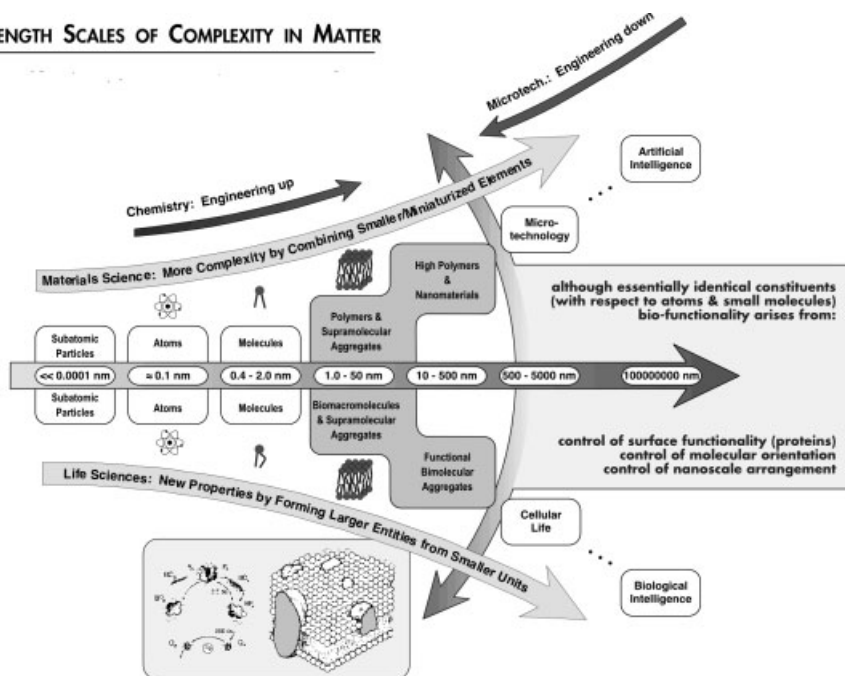 ENGTH SCALES OF COMPLEXITY IN MATTER
Microtech.: Engineering down
Artificial
Intelligence
Chemistry: Engineering up
Micro-
technology
Materials Science: More Complexity by Combining Smaller/Miniaturized Elements
High Polymers
&
Nanomaterials
although essentially identical constituents
(with respect to atoms & small molecules)
bio-functionality arises from:
Polymers &
Supramolecular
Aggregates
Subatomic
Particles
Atoms
Molecules
<< 0.0001 nm
≈ 0.1 nm
0.4 - 2.0 nm
1.0 - 50 nm
10 - 500 nm
500 - 5000 nm
100000000 nm
Subatomic
Particles
Atoms
Molecules
Biomacromolecules
& Supramolecular
Aggregates
Functional
Bimolecular
Aggregates
control of surface functionality (proteins)
control of molecular orientation
control of nanoscale arrangement
Life Sciences: New Properties by Forming Larger Entities from Smaller Units
Cellular
Life
Biological
Intelligence